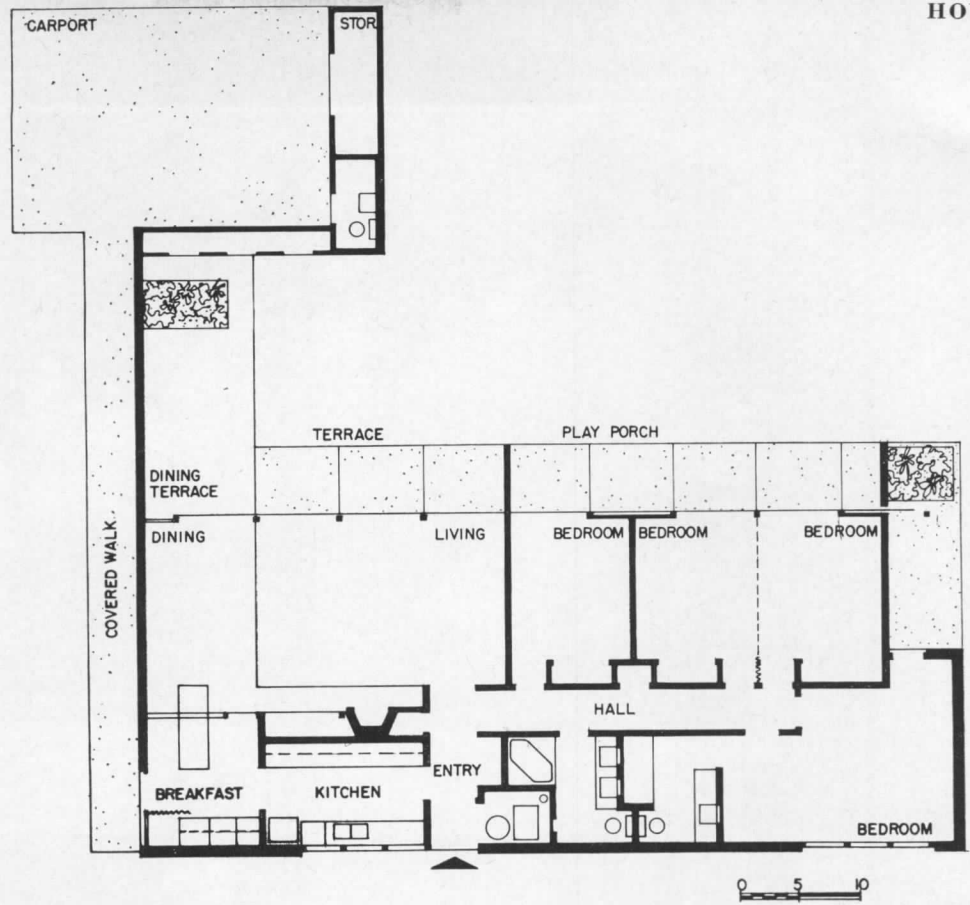 HO
CARPORT
STOR.
TERRACE
PLAY PORCH
DINING
TERRACE
COVERED WALK
DINING
LIVING
BEDROOM
BEDROOM
BEDROOM
HALL
ENTRY
BREAKFAST
KITCHEN
BEDROOM
0 5 10